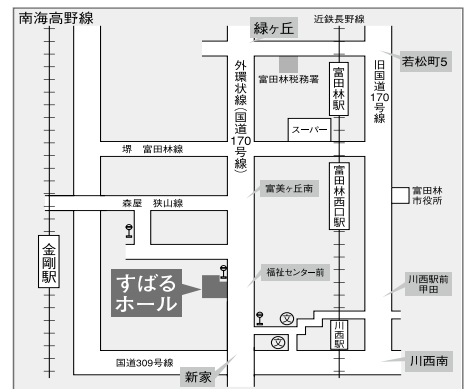 南海高野線
緑ヶ丘
近鉄長野線
若松町5
外環状線(国道170号線)
富田林税務署
富田林駅
旧国道170号線
スーパー
堺 富田林線
富美ヶ丘南
富田林西口駅
富田林
市役所
森屋 狭山線
金剛駅
すばる
ホール
福祉センター前
川西駅前
甲田
文
文
川西駅
国道309号線
新家
川西南